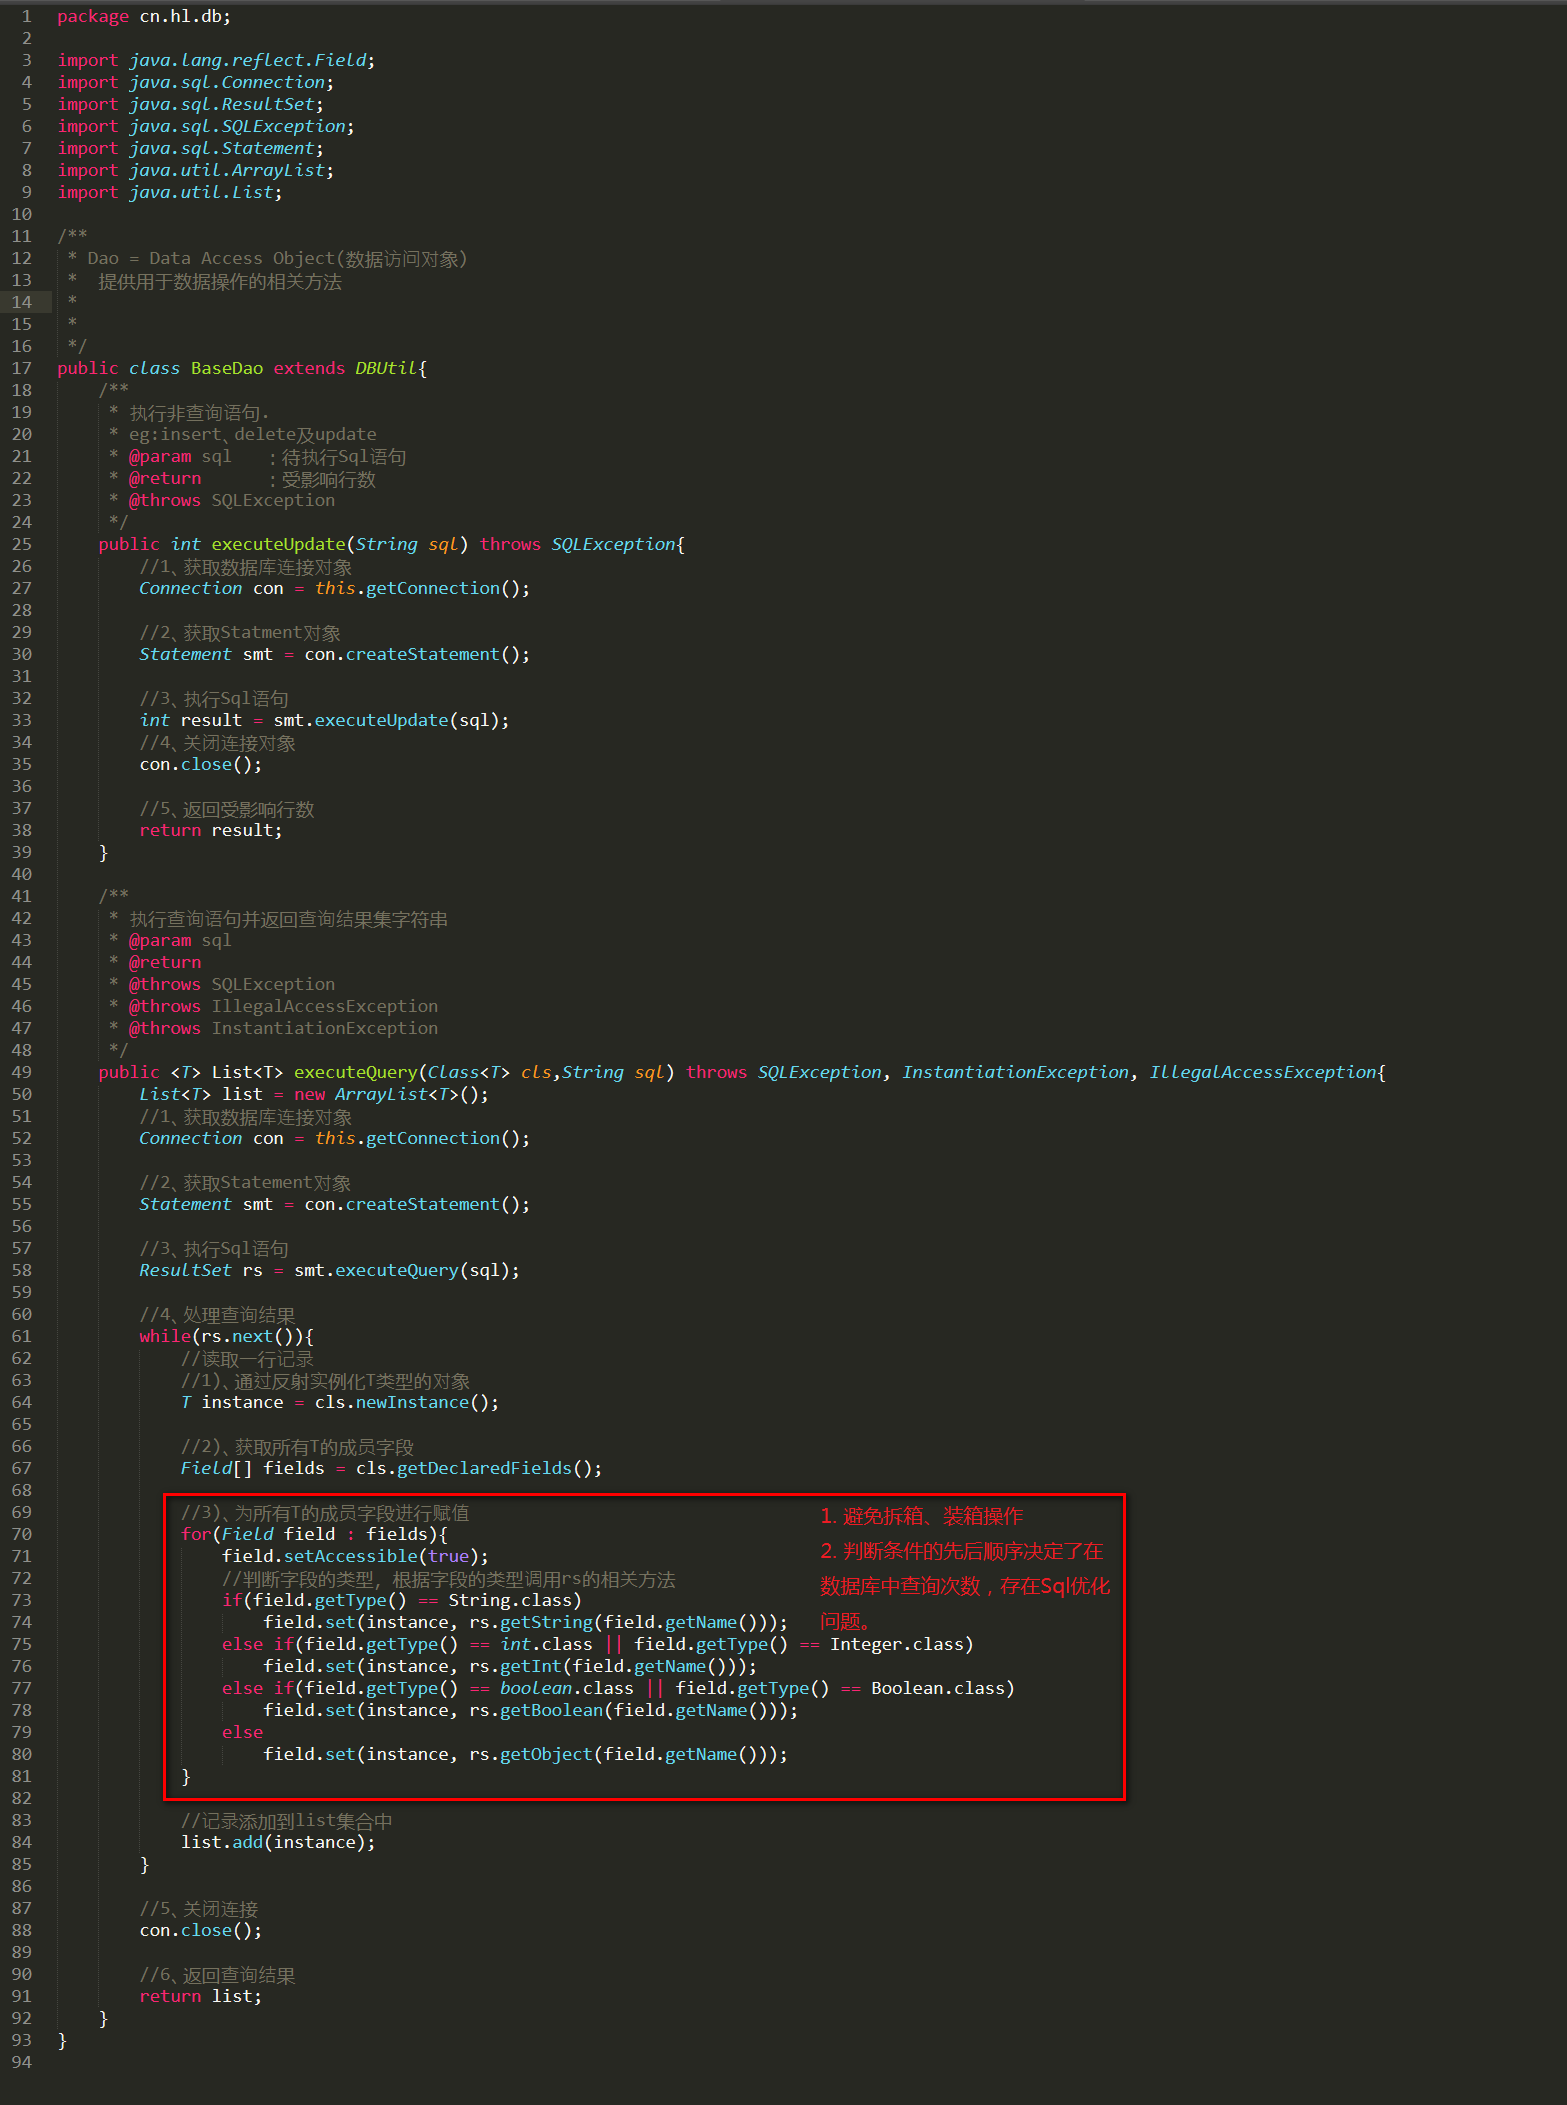 1 package cn.hl.db;
2
3 import java.lang.reflect.Field;
4 import java.sql.Connection;
5 import java.sql.ResultSet;
6 import java.sql.SQLException;
7 import java.sql.Statement;
8 import java.util.ArrayList;
9 import java.util.List;
10
11 /**
12  * Dao = Data Access Object(数据访问对象)
13  *  提供用于数据操作的相关方法
14  *
15  *
16  */
17 public class BaseDao extends DBUtil{
18     /**
19      * 执行非查询语句.
20      * eg:insert、delete及update
21      * @param sql   :待执行Sql语句
22      * @return      :受影响行数
23      * @throws SQLException
24      */
25     public int executeUpdate(String sql) throws SQLException{
26         //1、获取数据库连接对象
27         Connection con = this.getConnection();
28
29         //2、获取Statment对象
30         Statement smt = con.createStatement();
31
32         //3、执行Sql语句
33         int result = smt.executeUpdate(sql);
34         //4、关闭连接对象
35         con.close();
36
37         //5、返回受影响行数
38         return result;
39     }
40
41     /**
42      * 执行查询语句并返回查询结果集字符串
43      * @param sql
44      * @return
45      * @throws SQLException
46      * @throws IllegalAccessException
47      * @throws InstantiationException
48      */
49     public <T> List<T> executeQuery(Class<T> cls,String sql) throws SQLException, InstantiationException, IllegalAccessException{
50         List<T> list = new ArrayList<T>();
51         //1、获取数据库连接对象
52         Connection con = this.getConnection();
53
54         //2、获取Statement对象
55         Statement smt = con.createStatement();
56
57         //3、执行Sql语句
58         ResultSet rs = smt.executeQuery(sql);
59
60         //4、处理查询结果
61         while(rs.next()){
62             //读取一行记录
63             //1)、通过反射实例化T类型的对象
64             T instance = cls.newInstance();
65
66             //2)、获取所有T的成员字段
67             Field[] fields = cls.getDeclaredFields();
68
69             //3)、为所有T的成员字段进行赋值
70             for(Field field : fields){
71                 field.setAccessible(true);
72                 //判断字段的类型，根据字段的类型调用rs的相关方法
73                 if(field.getType() == String.class)
74                     field.set(instance, rs.getString(field.getName()));
75                 else if(field.getType() == int.class || field.getType() == Integer.class)
76                     field.set(instance, rs.getInt(field.getName()));
77                 else if(field.getType() == boolean.class || field.getType() == Boolean.class)
78                     field.set(instance, rs.getBoolean(field.getName()));
79                 else
80                     field.set(instance, rs.getObject(field.getName()));
81             }
82
83             //记录添加到list集合中
84             list.add(instance);
85         }
86
87         //5、关闭连接
88         con.close();
89
90         //6、返回查询结果
91         return list;
92     }
93 }
94
1. 避免拆箱、装箱操作
2. 判断条件的先后顺序决定了在
数据库中查询次数，存在Sql优化
问题。